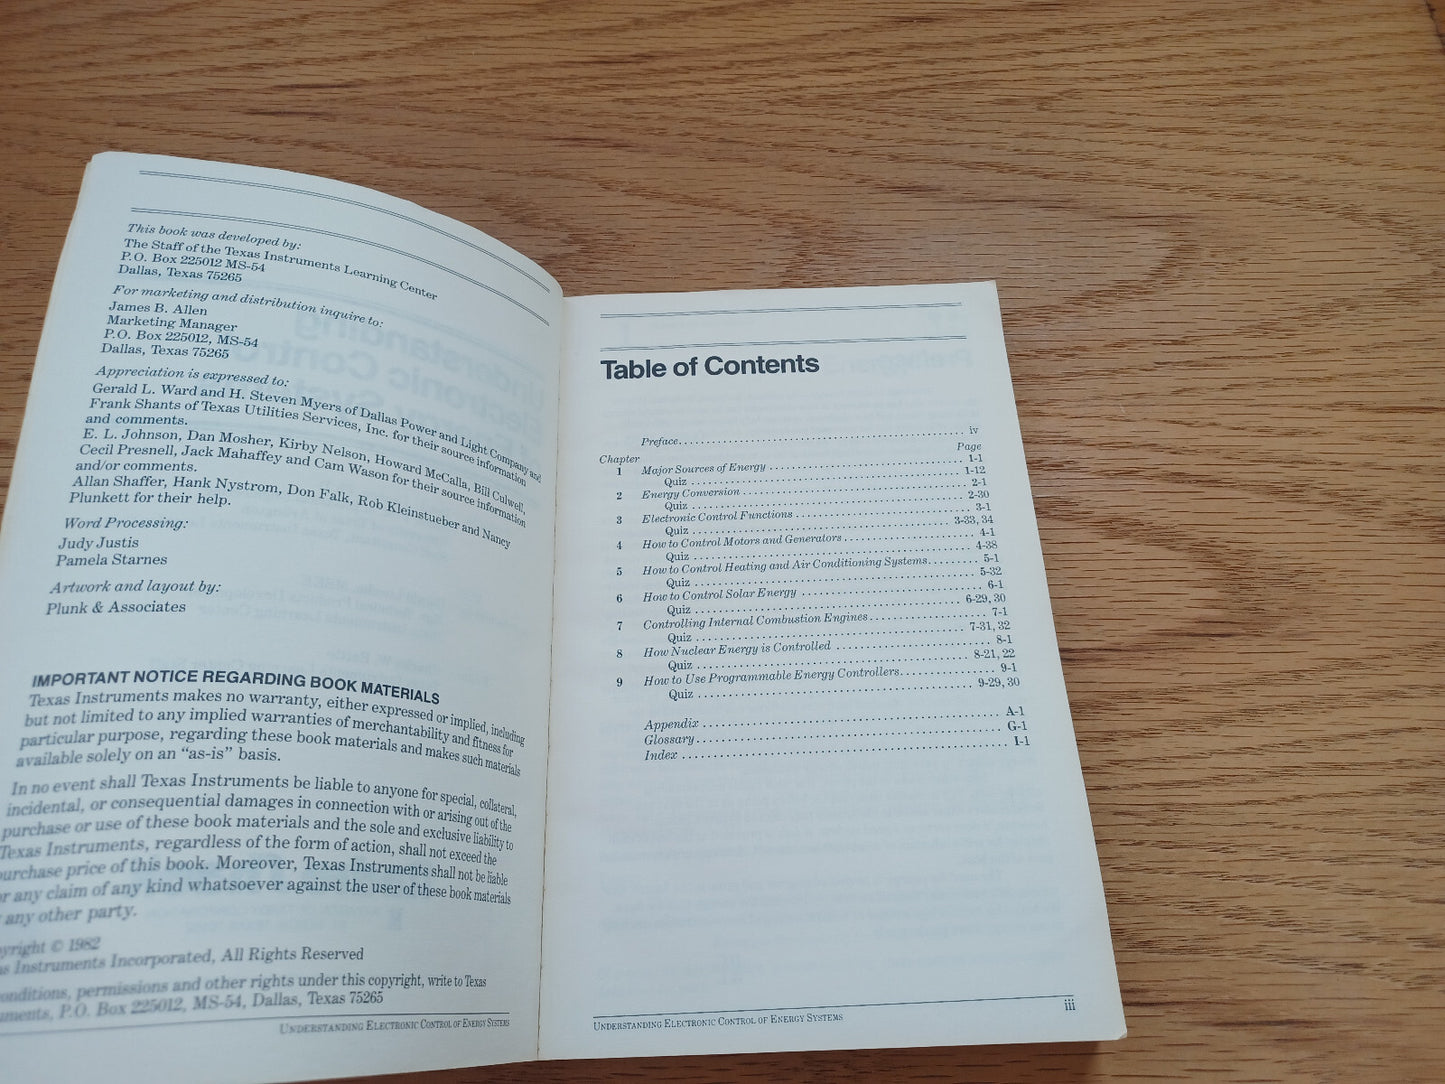 This book was developed by:
The Staff of the Texas Instruments Learning Center
P.O. Box 225012 MS-54
Dallas, Texas 75265
For marketing and distribution inquire to:
James B. Allen
Marketing Manager
P.O. Box 225012, MS-54
Dallas, Texas 75265
Appreciation is expressed to:
Gerald L. Ward and H. Steven Myers of Dallas Power and Light Company and
Frank Shants of Texas Utilities Services, Inc. for their source information
and comments.
E. L. Johnson, Dan Mosher, Kirby Nelson, Howard McCalla, Bill Culwell,
Cecil Presnell, Jack Mahaffey and Cam Wason for their source information
and/or comments.
Allan Shaffer, Hank Nystrom, Don Falk, Rob Kleinstueber and Nancy
Plunkett for their help.
Word Processing:
Judy Justis
Pamela Starnes
Artwork and layout by:
Plunk & Associates
IMPORTANT NOTICE REGARDING BOOK MATERIALS
Texas Instruments makes no warranty, either expressed or implied, including
but not limited to any implied warranties of merchantability and fitness for
particular purpose, regarding these book materials and makes such materials
available solely on an "as-is" basis.
In no event shall Texas Instruments be liable to anyone for special, collateral,
incidental, or consequential damages in connection with or arising out of the
purchase or use of these book materials and the sole and exclusive liability to
Texas Instruments, regardless of the form of action, shall not exceed the
purchase price of this book. Moreover, Texas Instruments shall not be liable
for any claim of any kind whatsoever against the user of these book materials
any other party.
© 1982
Instruments Incorporated, All Rights Reserved
conditions, permissions and other rights under this copyright, write to Texas
P.O. Box 225012, MS-54, Dallas, Texas 75265
UNDERSTANDING ELECTRONIC CONTROL OF ENERGY SYSTEMS
Table of Contents
Preface . . . . . iv
Chapter Page
1 Major Sources of Energy . . . . . 1-1
Quiz . . . . . 1-12
2 Energy Conversion . . . . . 2-1
Quiz . . . . . 2-30
3 Electronic Control Functions . . . . . 3-1
Quiz . . . . . 3-33, 34
4 How to Control Motors and Generators . . . . . 4-1
Quiz . . . . . 4-38
5 How to Control Heating and Air Conditioning Systems . . . . . 5-1
Quiz . . . . . 5-32
6 How to Control Solar Energy . . . . . 6-1
Quiz . . . . . 6-29, 30
7 Controlling Internal Combustion Engines . . . . . 7-1
Quiz . . . . . 7-31, 32
8 How Nuclear Energy is Controlled . . . . . 8-1
Quiz . . . . . 8-21, 22
9 How to Use Programmable Energy Controllers . . . . . 9-1
Quiz . . . . . 9-29, 30
Appendix . . . . . A-1
Glossary . . . . . G-1
Index . . . . . I-1
UNDERSTANDING ELECTRONIC CONTROL OF ENERGY SYSTEMS
iii